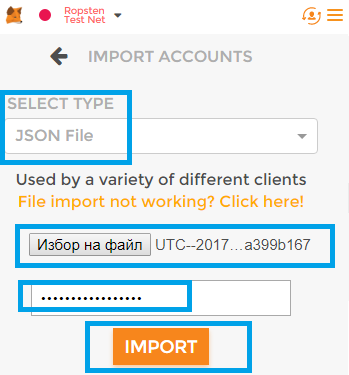 Ropsten
Test Net
IMPORT ACCOUNTS
SELECT TYPE
JSON File
Used by a variety of different clients
File import not working? Click here!
Избор на файл UTC--2017...a399b167
•••••••••••••••••
IMPORT